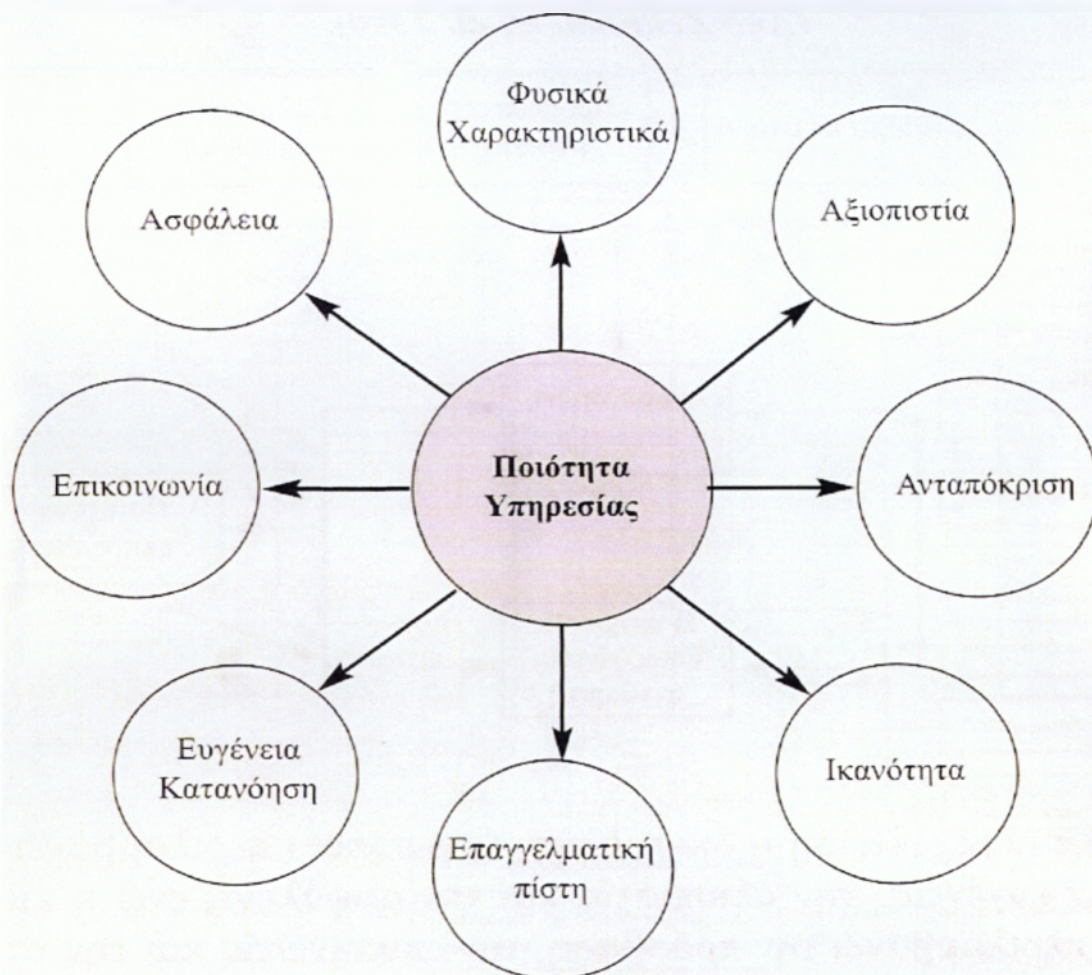 Φυσικά
Χαρακτηριστικά
Αξιοπιστία
Ασφάλεια
Ποιότητα
Υπηρεσίας
Επικοινωνία
Ανταπόκριση
Ευγένεια
Κατανόηση
Ικανότητα
Επαγγελματική
πίστη